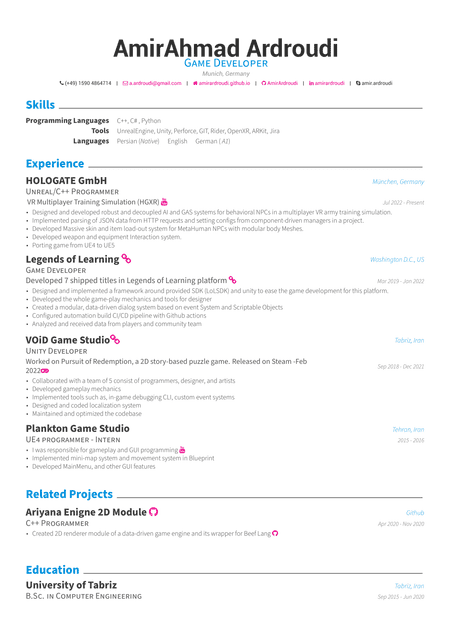 AmirAhmad Ardroudi
Game Developer
Munich, Germany
(+49) 1590 4864714 | a.ardroudi@gmail.com | amirardroudi.github.io | AmirArdroudi | amirardroudi | amir.ardroudi
Skills
Programming Languages C++, C# , Python
Tools UnrealEngine, Unity, Perforce, GIT, Rider, OpenXR, ARKit, Jira
Languages Persian (Native) English German ( A1)
Experience
HOLOGATE GmbH München, Germany
Unreal/C++ Programmer
VR Multiplayer Training Simulation (HGXR) Jul 2022 - Present
• Designed and developed robust and decoupled AI and GAS systems for behavioral NPCs in a multiplayer VR army training simulation.
• Implemented parsing of JSON data from HTTP requests and setting configs from component-driven managers in a project.
• Developed Massive skin and item load-out system for MetaHuman NPCs with modular body Meshes.
• Developed weapon and equipment Interaction system.
• Porting game from UE4 to UE5
Legends of Learning Washington D.C., US
Game Developer
Developed 7 shipped titles in Legends of Learning platform Mar 2019 - Jan 2022
• Designed and implemented a framework around provided SDK (LoLSDK) and unity to ease the game development for this platform.
• Developed the whole game-play mechanics and tools for designer
• Created a modular, data-driven dialog system based on event System and Scriptable Objects
• Configured automation build CI/CD pipeline with Github actions
• Analyzed and received data from players and community team
VOiD Game Studio Tabriz, Iran
Unity Developer
Worked on Pursuit of Redemption, a 2D story-based puzzle game. Released on Steam -Feb
2022 Sep 2018 - Dec 2022
• Collaborated with a team of 5 consist of programmers, designer, and artists
• Developed gameplay mechanics
• Implemented tools such as, in-game debugging CLI, custom event systems
• Designed and coded localization system
• Maintained and optimized the codebase
Plankton Game Studio Tehran, Iran
UE4 programmer - Intern 2015 - 2016
• I was responsible for gameplay and GUI programming
• Implemented mini-map system and movement system in Blueprint
• Developed MainMenu, and other GUI features
Related Projects
Ariyana Enigne 2D Module Github
C++ Programmer Apr 2020 - Nov 2020
• Created 2D renderer module of a data-driven game engine and its wrapper for Beef Lang
Education
University of Tabriz Tabriz, Iran
B.Sc. in Computer Engineering Sep 2015 - Jun 2020